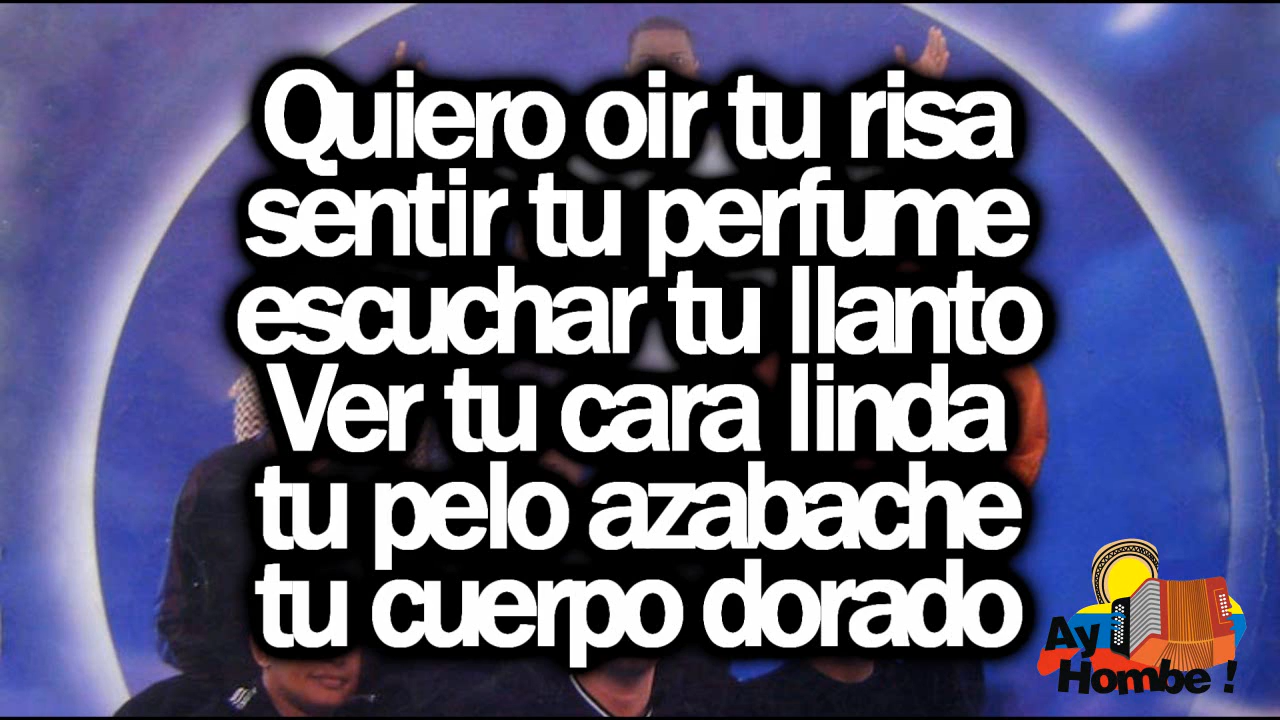 Quiero oir tu risa
sentir tu perfume
escuchar tu llanto
Ver tu cara linda
tu pelo azabache
tu cuerpo dorado
Ay
Hombe !